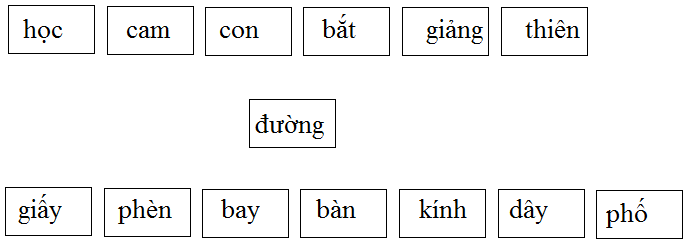 học cam con bắt giảng thiên
đường
giấy phèn bay bàn kính dây phố